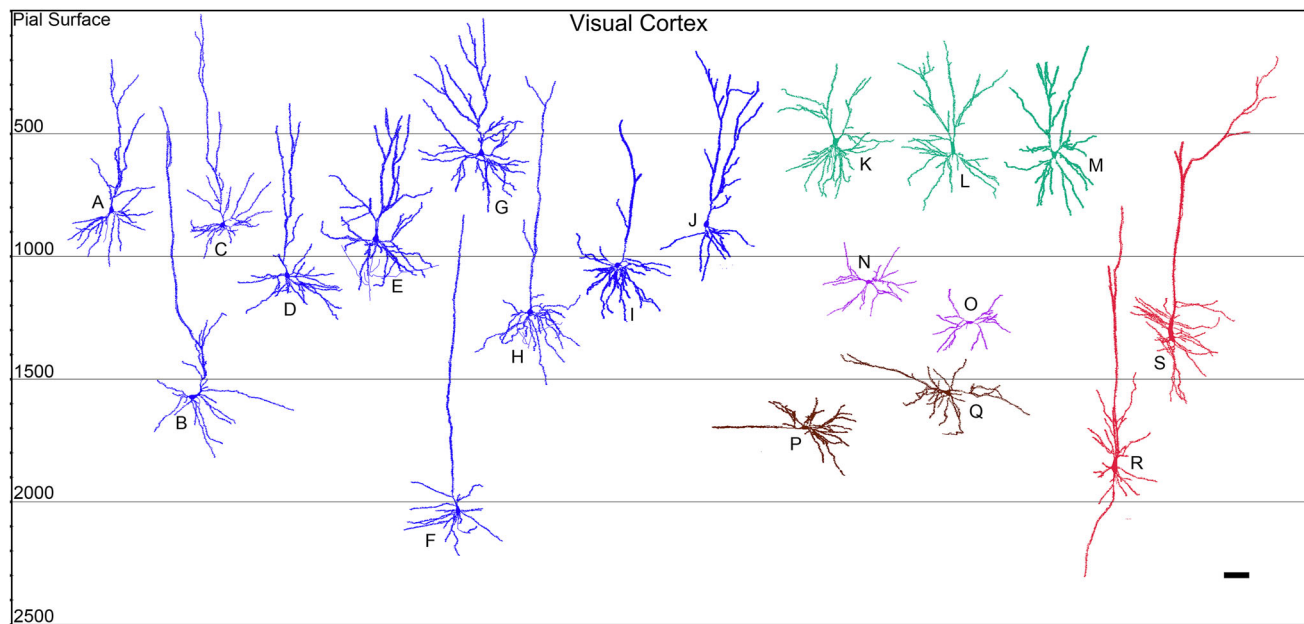 Pial Surface
Visual Cortex
500
A
B
C
D
E
F
G
H
I
J
K
L
M
N
O
P
Q
R
S
1000
1500
2000
2500